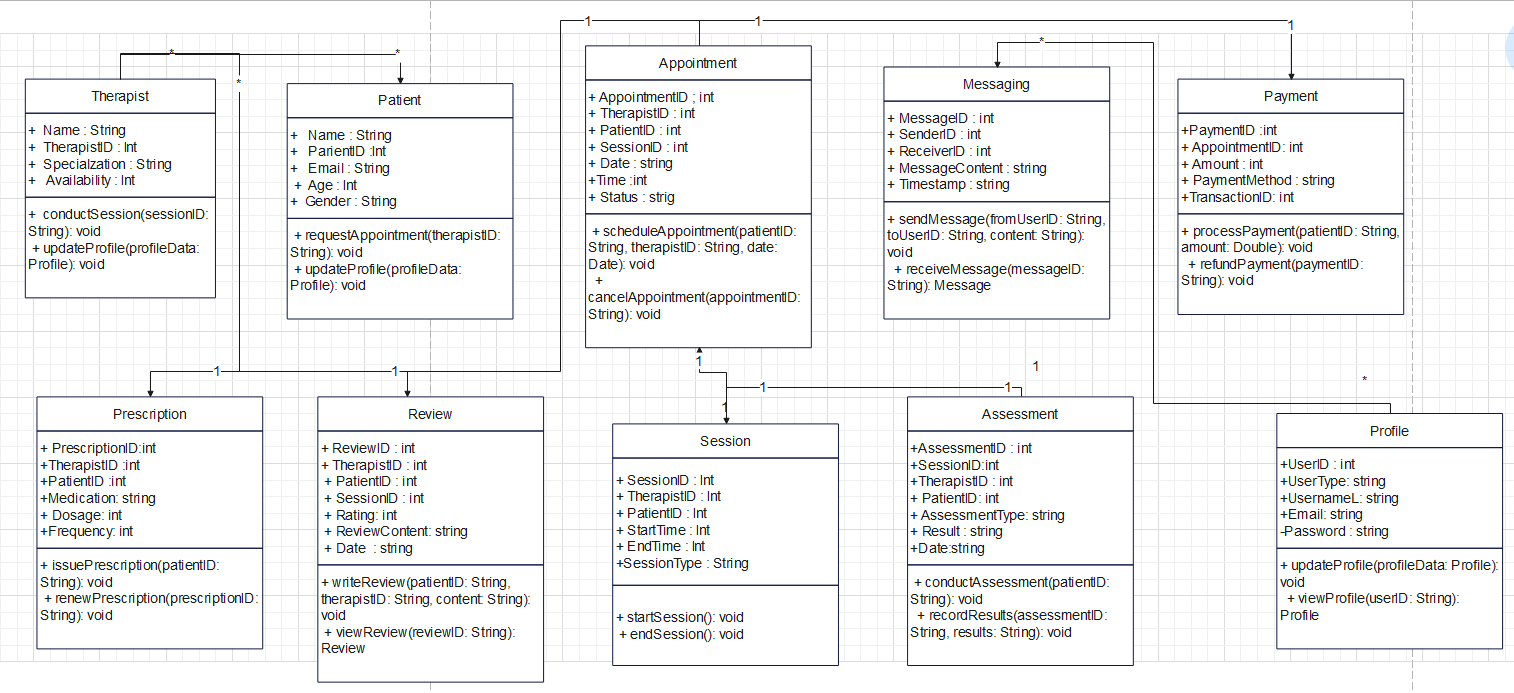 1
1
1
*
*
*
*
Therapist
+ Name : String
+ TherapistID : Int
+ Specialzation : String
+ Availability : Int
+ conductSession(sessionID:
String): void
+ updateProfile(profileData:
Profile): void
Patient
+ Name : String
+ ParientID :Int
+ Email : String
+ Age : Int
+ Gender : String
+ requestAppointment(therapistID:
String): void
+ updateProfile(profileData:
Profile): void
Appointment
+ AppointmentID ; int
+ TherapistID : int
+ PatientID : int
+ SessionID : int
+ Date : string
+Time :int
+ Status : strig
+ scheduleAppointment(patientID:
String, therapistID: String, date:
Date): void
+
cancelAppointment(appointmentID:
String): void
Messaging
+ MessageID : int
+ SenderID : int
+ ReceiverID : int
+ MessageContent : string
+ Timestamp : string
+ sendMessage(fromUserID: String,
toUserID: String, content: String):
void
+ receiveMessage(messageID:
String): Message
Payment
+PaymentID :int
+ AppointmentID: int
+ Amount : int
+ PaymentMethod : string
+TransactionID: int
+ processPayment(patientID: String,
amount: Double): void
+ refundPayment(paymentID:
String): void
1
1
1
1
1
1
1
*
Prescription
+ PrescriptionID:int
+TherapistID :int
+PatientID :int
+Medication: string
+ Dosage: int
+Frequency: int
+ issuePrescription(patientID:
String): void
+ renewPrescription(prescriptionID:
String): void
Review
+ ReviewID : int
+ TherapistID : int
+ PatientID : int
+ SessionID : int
+ Rating: int
+ ReviewContent: string
+ Date : string
+ writeReview(patientID: String,
therapistID: String, content: String):
void
+ viewReview(reviewID: String):
Review
Session
+ SessionID : Int
+ TherapistID : Int
+ PatientID : Int
+ StartTime : Int
+ EndTime : Int
+SessionType : String
+ startSession(): void
+ endSession(): void
Assessment
+AssessmentID : int
+SessionID:int
+TherapistID : int
+ PatientID: int
+ AssessmentType: string
+ Result : string
+Date:string
+ conductAssessment(patientID:
String): void
+ recordResults(assessmentID:
String, results: String): void
Profile
+UserID : int
+UserType: string
+UsernameL: string
+Email: string
-Password : string
+ updateProfile(profileData: Profile):
void
+ viewProfile(userID: String):
Profile